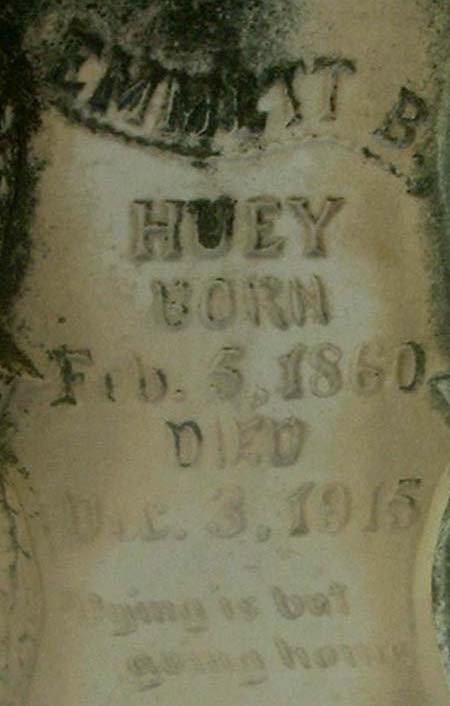 EMMETT B.
HUEY
BORN
Feb. 5, 1860
DIED
Dec. 3, 1915
Dying is but
going home